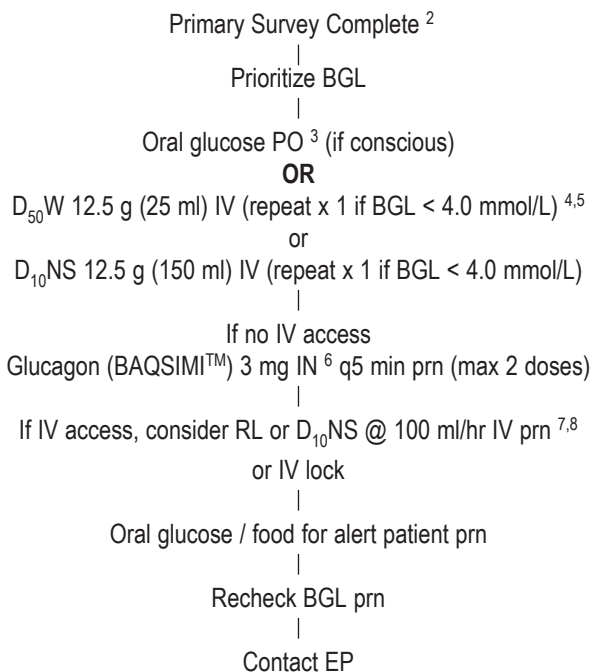 Primary Survey Complete 2
Prioritize BGL
Oral glucose PO 3 (if conscious)
OR
D50W 12.5 g (25 ml) IV (repeat x 1 if BGL < 4.0 mmol/L) 4,5
or
D10NS 12.5 g (150 ml) IV (repeat x 1 if BGL < 4.0 mmol/L)
If no IV access
Glucagon (BAQSIMI™) 3 mg IN 6 q5 min prn (max 2 doses)
If IV access, consider RL or D10NS @ 100 ml/hr IV prn 7,8
or IV lock
Oral glucose / food for alert patient prn
Recheck BGL prn
Contact EP